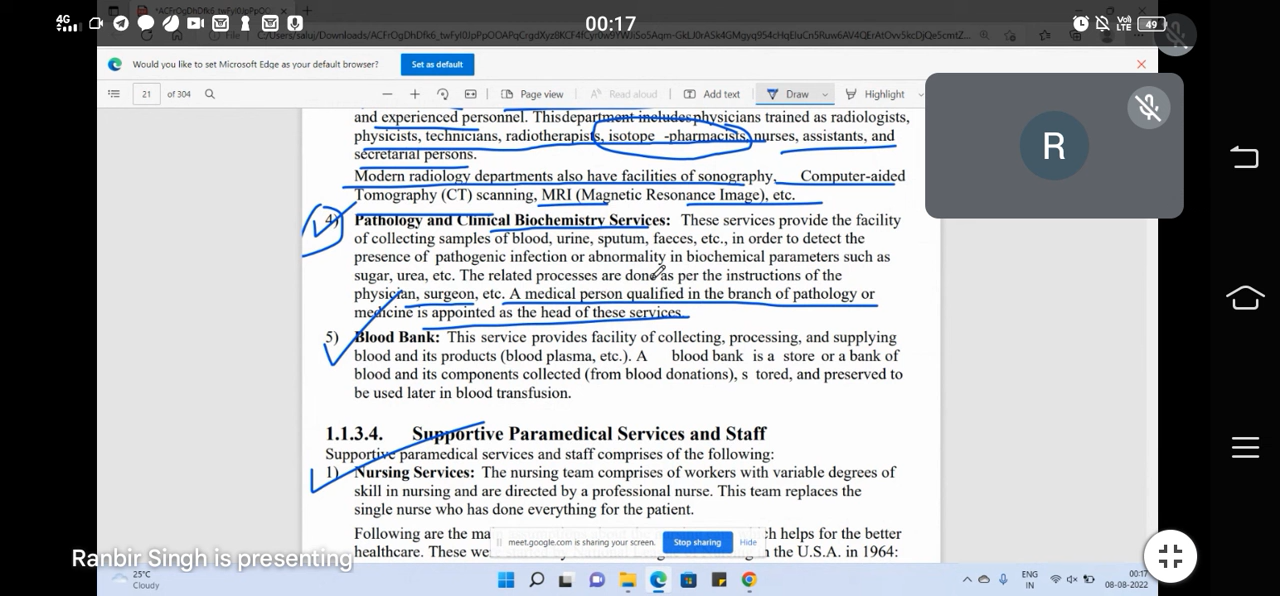 4G
00:17
VoI)
LTE
49
*ACFrOgDhDfk6_twFyl0JpPpOO
File
C:/Users/saluj/Downloads/ACFrOgDhDfk6_twFyl0JpPpOOAPqCrgdXyz8KCF4fCyr0w9YWJiSo5Aqm-GkLJ0rASk4GMgyq954cHqEluCn5Ruw6AV4QErAtOvv5kcDjQe5cmtZ...
Would you like to set Microsoft Edge as your default browser?
Set as default
21
of 304
Page view
Read aloud
Add text
Draw
Highlight
R
and experienced personnel. Thisdepartment includes physicians trained as radiologists,
physicists, technicians, radiotherapists, isotope -pharmacists, nurses, assistants, and
secretarial persons.
Modern radiology departments also have facilities of sonography, Computer-aided
Tomography (CT) scanning, MRI (Magnetic Resonance Image), etc.
4) Pathology and Clinical Biochemistry Services: These services provide the facility
of collecting samples of blood, urine, sputum, faeces, etc., in order to detect the
presence of pathogenic infection or abnormality in biochemical parameters such as
sugar, urea, etc. The related processes are done as per the instructions of the
physician, surgeon, etc. A medical person qualified in the branch of pathology or
medicine is appointed as the head of these services.
5) Blood Bank: This service provides facility of collecting, processing, and supplying
blood and its products (blood plasma, etc.). A blood bank is a store or a bank of
blood and its components collected (from blood donations), s tored, and preserved to
be used later in blood transfusion.
1.1.3.4. Supportive Paramedical Services and Staff
Supportive paramedical services and staff comprises of the following:
1) Nursing Services: The nursing team comprises of workers with variable degrees of
skill in nursing and are directed by a professional nurse. This team replaces the
single nurse who has done everything for the patient.
Following are the ma
ch helps for the better
healthcare. These we
in the U.S.A. in 1964:
meet.google.com is sharing your screen.
Stop sharing
Hide
Ranbir Singh is presenting
25°C
Cloudy
ENG
IN
00:17
08-08-2022